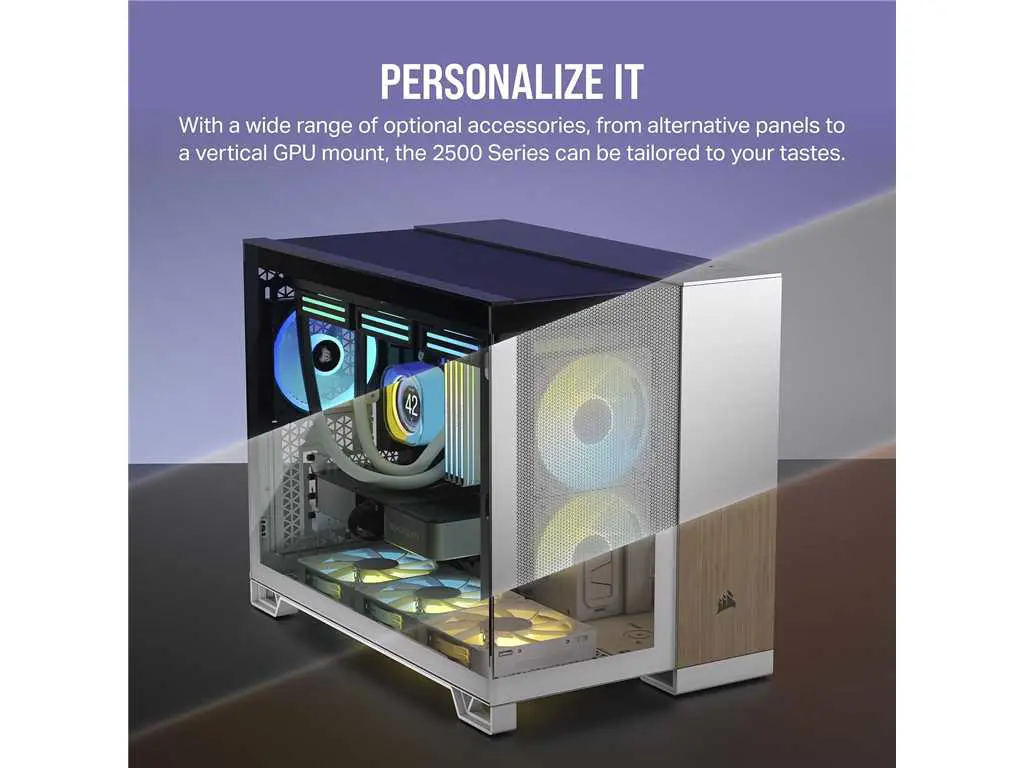 PERSONALIZE IT
With a wide range of optional accessories, from alternative panels to
a vertical GPU mount, the 2500 Series can be tailored to your tastes.
42